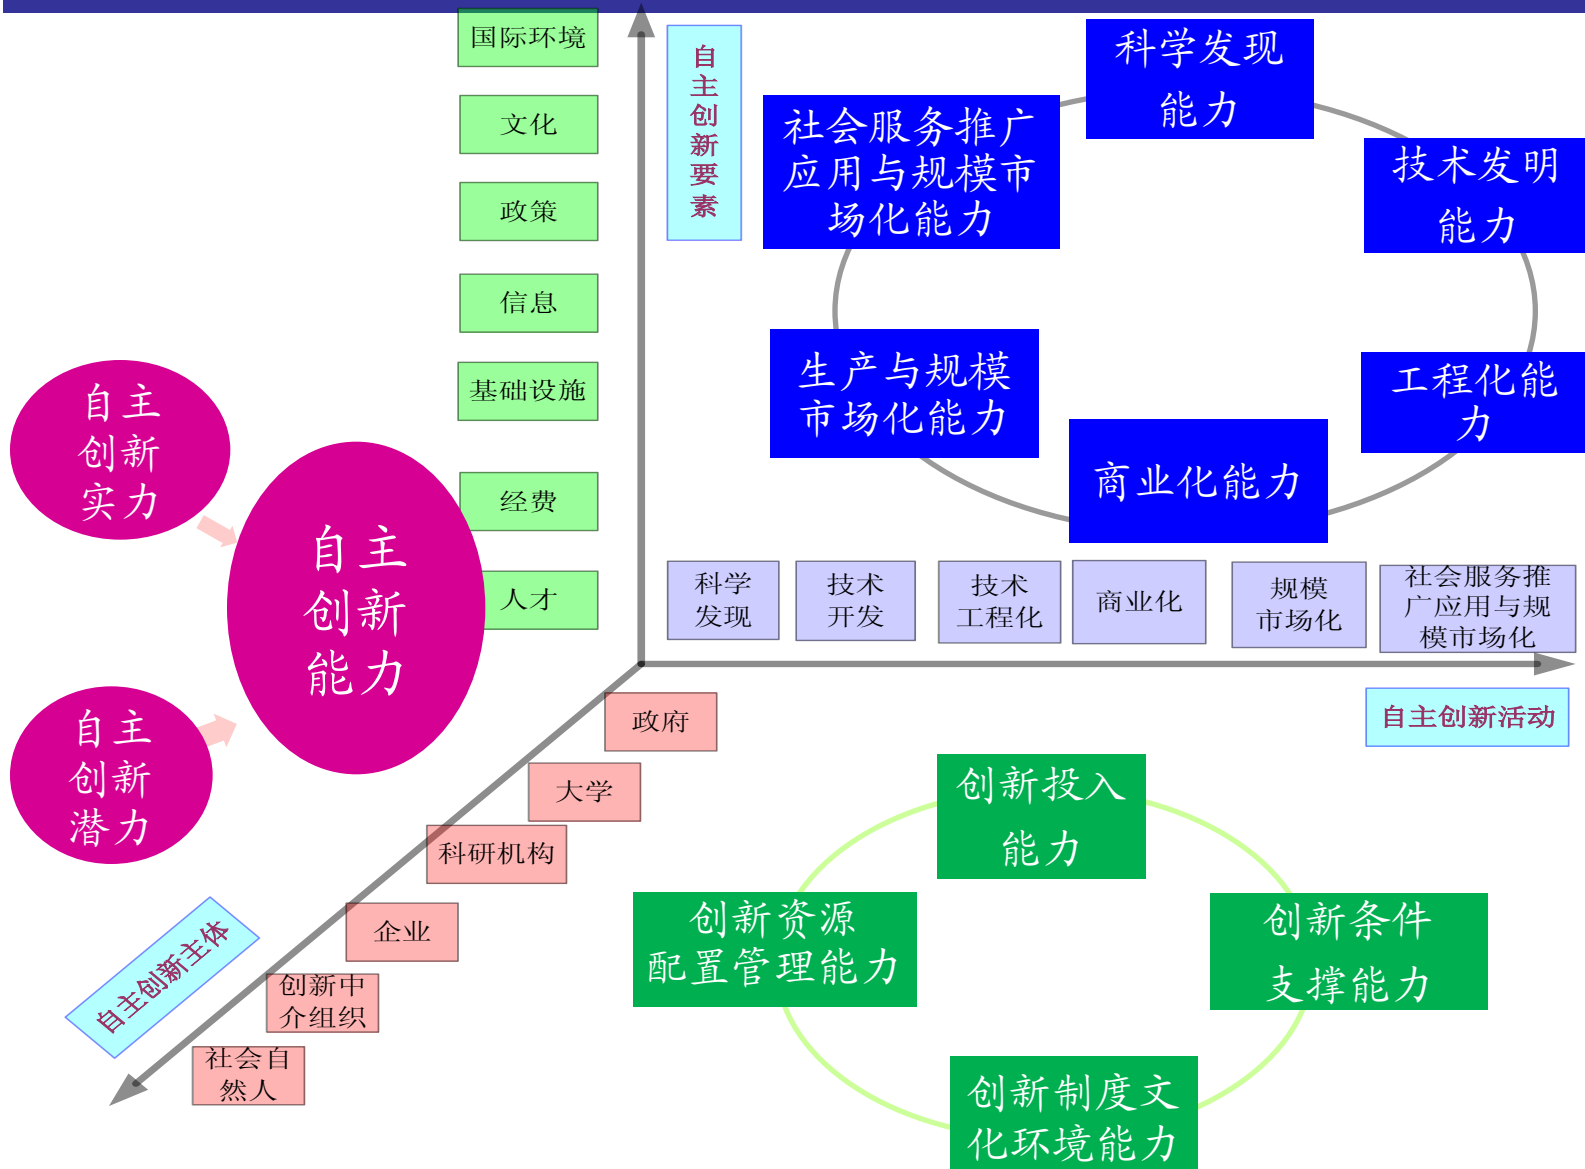 国际环境
文化
政策
信息
基础设施
经费
人才
自
主
创
新
要
素
科学发现
能力
社会服务推广
应用与规模市
场化能力
技术发明
能力
生产与规模
市场化能力
工程化能
力
商业化能力
自主
创新
实力
自主
创新
能力
自主
创新
潜力
科学
发现
技术
开发
技术
工程化
商业化
规模
市场化
社会服务推
广应用与规
模市场化
自主创新活动
政府
大学
科研机构
企业
创新中
介组织
社会自
然人
自主创新主体
创新投入
能力
创新资源
配置管理能力
创新条件
支撑能力
创新制度文
化环境能力